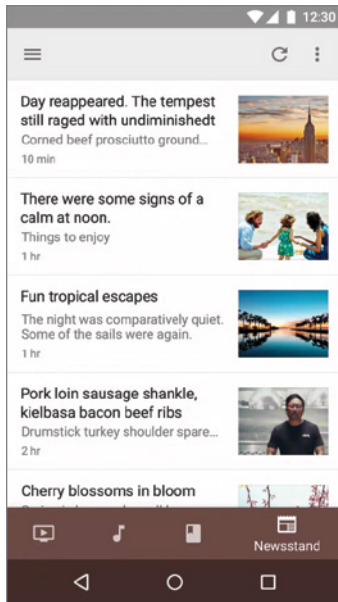 12:30
Day reappeared. The tempest
still raged with undiminishedt
Corned beef prosciutto ground...
10 min
There were some signs of a
calm at noon.
Things to enjoy
1 hr
Fun tropical escapes
The night was comparatively quiet.
Some of the sails were again.
1 hr
Pork loin sausage shankle,
kielbasa bacon beef ribs
Drumstick turkey shoulder spare...
2 hr
Cherry blossoms in bloom
Newsstand